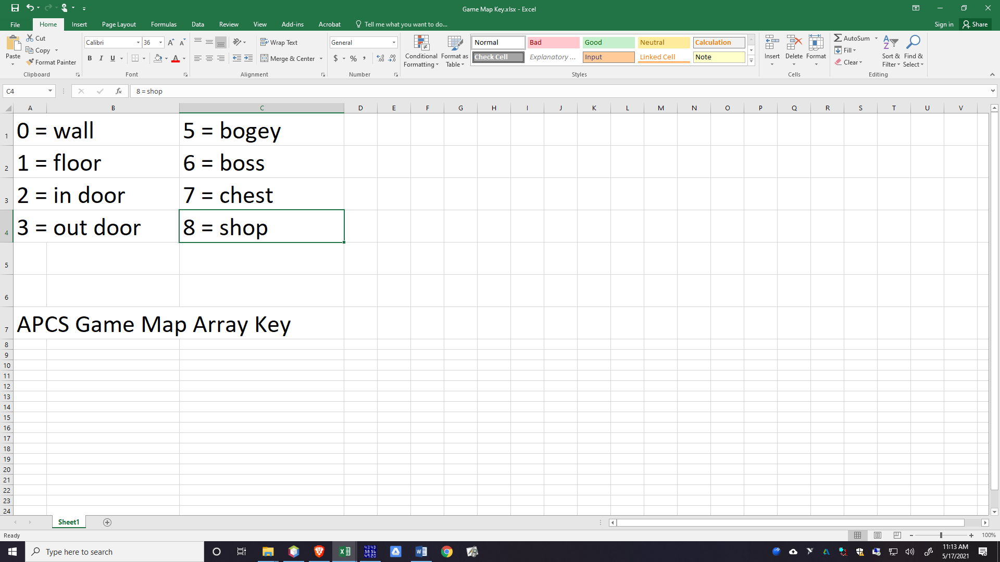 Game Map Key.xlsx - Excel
File Home Insert Page Layout Formulas Data Review View Add-ins Acrobat Tell me what you want to do... Sign in Share
Paste Cut Copy Format Painter Clipboard
Calibri 36 A A B I U A Font
Wrap Text Merge & Center Alignment
General $ % , .0 .00 .00 .0 Number
Conditional Formatting Format as Table
Normal Bad Good Neutral Calculation
Check Cell Explanatory ... Input Linked Cell Note
Styles
Insert Delete Format Cells
AutoSum Fill Clear Sort & Filter Find & Select Editing
C4 fx 8 = shop
A B C D E F G H I J K L M N O P Q R S T U V
1 0 = wall 5 = bogey
2 1 = floor 6 = boss
3 2 = in door 7 = chest
4 3 = out door 8 = shop
5
6
7 APCS Game Map Array Key
8
9
10
11
12
13
14
15
16
17
18
19
20
21
22
23
24
Sheet1
Ready 100%
Type here to search 11:13 AM
5/17/2021